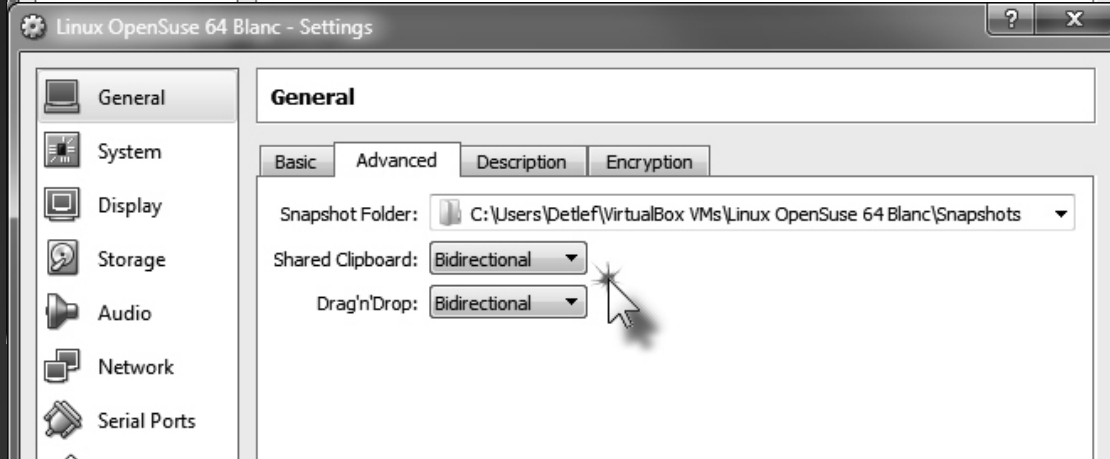 Linux OpenSuse 64 Blanc - Settings
? X
General
System
Display
Storage
Audio
Network
Serial Ports
General
Basic Advanced Description Encryption
Snapshot Folder: C:\Users\Detlef\VirtualBox VMs\Linux OpenSuse 64 Blanc\Snapshots
Shared Clipboard: Bidirectional
Drag'n'Drop: Bidirectional